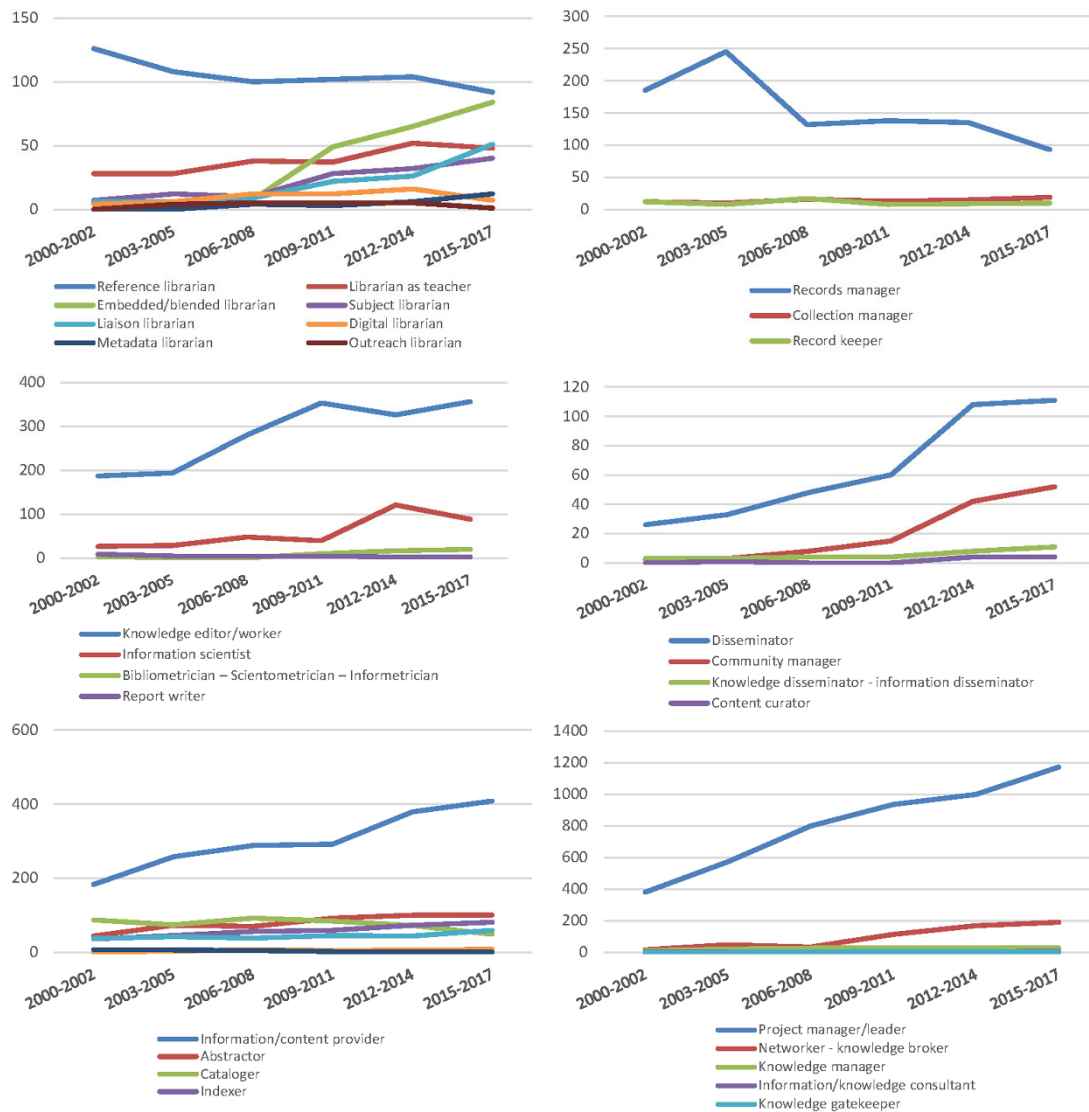 150
100
50
0
2000-2002 2003-2005 2006-2008 2009-2011 2012-2014 2015-2017
Reference librarian Librarian as teacher
Embedded/blended librarian Subject librarian
Liaison librarian Digital librarian
Metadata librarian Outreach librarian
300
250
200
150
100
50
0
2000-2002 2003-2005 2006-2008 2009-2011 2012-2014 2015-2017
Records manager
Collection manager
Record keeper
400
300
200
100
0
2000-2002 2003-2005 2006-2008 2009-2011 2012-2014 2015-2017
Knowledge editor/worker
Information scientist
Bibliometrician – Scientometrician – Informetrician
Report writer
120
100
80
60
40
20
0
2000-2002 2003-2005 2006-2008 2009-2011 2012-2014 2015-2017
Disseminator
Community manager
Knowledge disseminator - information disseminator
Content curator
600
400
200
0
2000-2002 2003-2005 2006-2008 2009-2011 2012-2014 2015-2017
Information/content provider
Abstractor
Cataloger
Indexer
1400
1200
1000
800
600
400
200
0
2000-2002 2003-2005 2006-2008 2009-2011 2012-2014 2015-2017
Project manager/leader
Networker - knowledge broker
Knowledge manager
Information/knowledge consultant
Knowledge gatekeeper